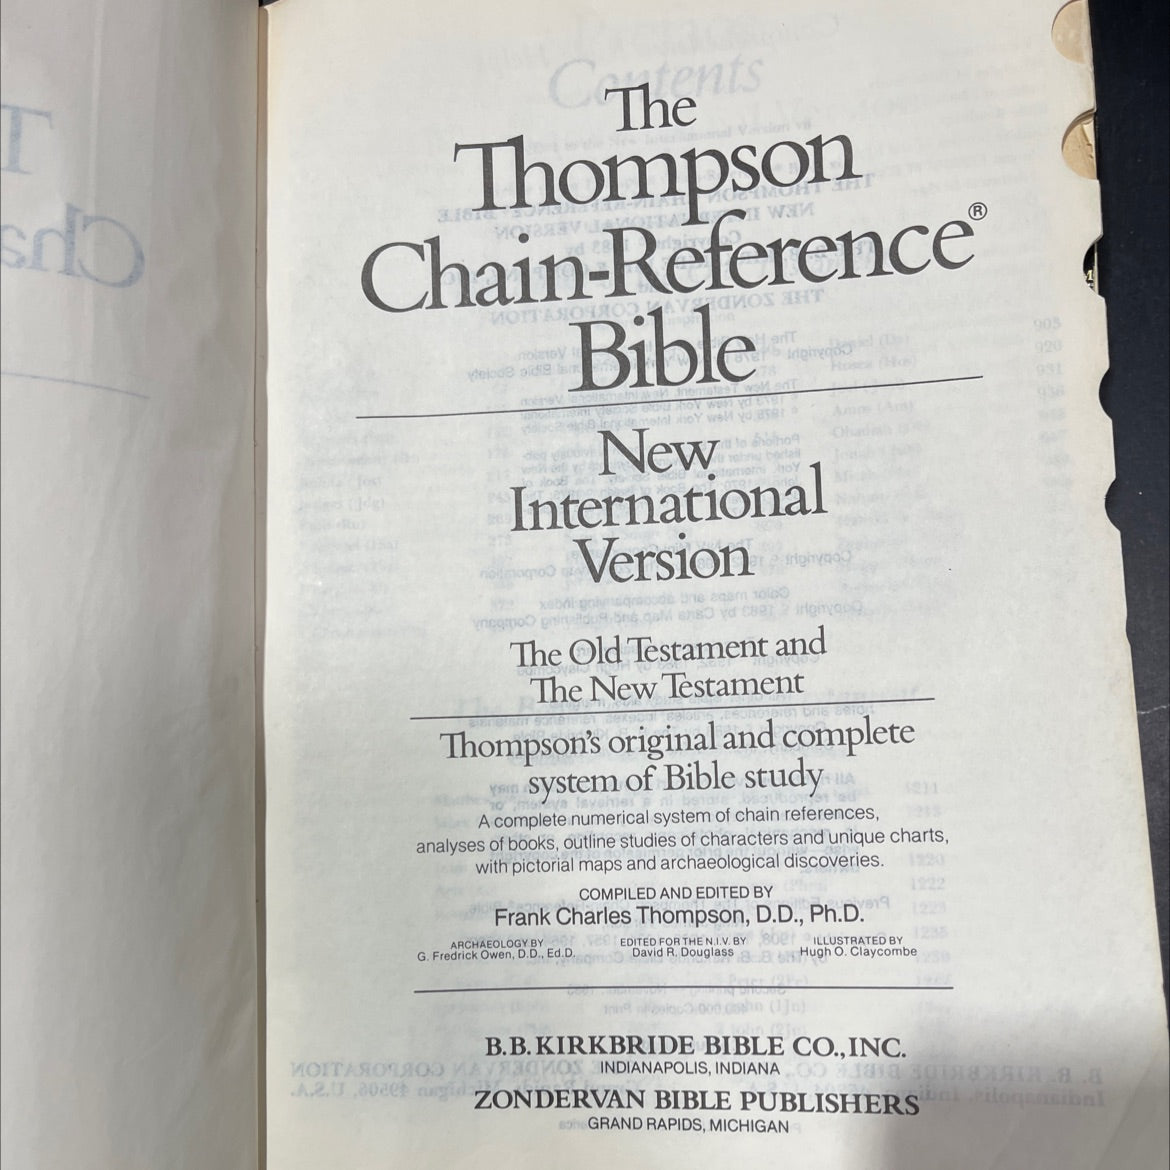 The
Thompson
Chain-Reference®
Bible
New
International
Version
The Old Testament and
The New Testament
Thompson's original and complete
system of Bible study
A complete numerical system of chain references,
analyses of books, outline studies of characters and unique charts,
with pictorial maps and archaeological discoveries.
COMPILED AND EDITED BY
Frank Charles Thompson, D.D., Ph.D.
ARCHAEOLOGY BY
G. Fredrick Owen, D.D., Ed.D.
EDITED FOR THE N.I.V. BY
David R. Douglass
ILLUSTRATED BY
Hugh O. Claycombe
B.B. KIRKBRIDE BIBLE CO., INC.
INDIANAPOLIS, INDIANA
ZONDERVAN BIBLE PUBLISHERS
GRAND RAPIDS, MICHIGAN